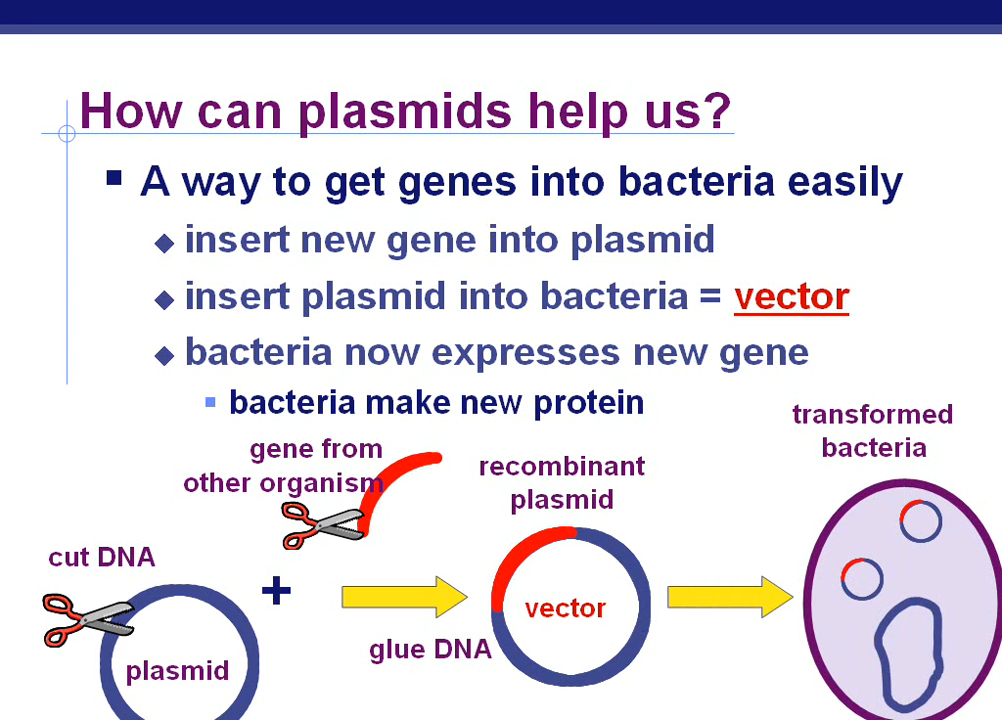 How can plasmids help us?
A way to get genes into bacteria easily
insert new gene into plasmid
insert plasmid into bacteria = vector
bacteria now expresses new gene
bacteria make new protein
gene from
other organism
cut DNA
plasmid
+
glue DNA
recombinant
plasmid
vector
transformed
bacteria